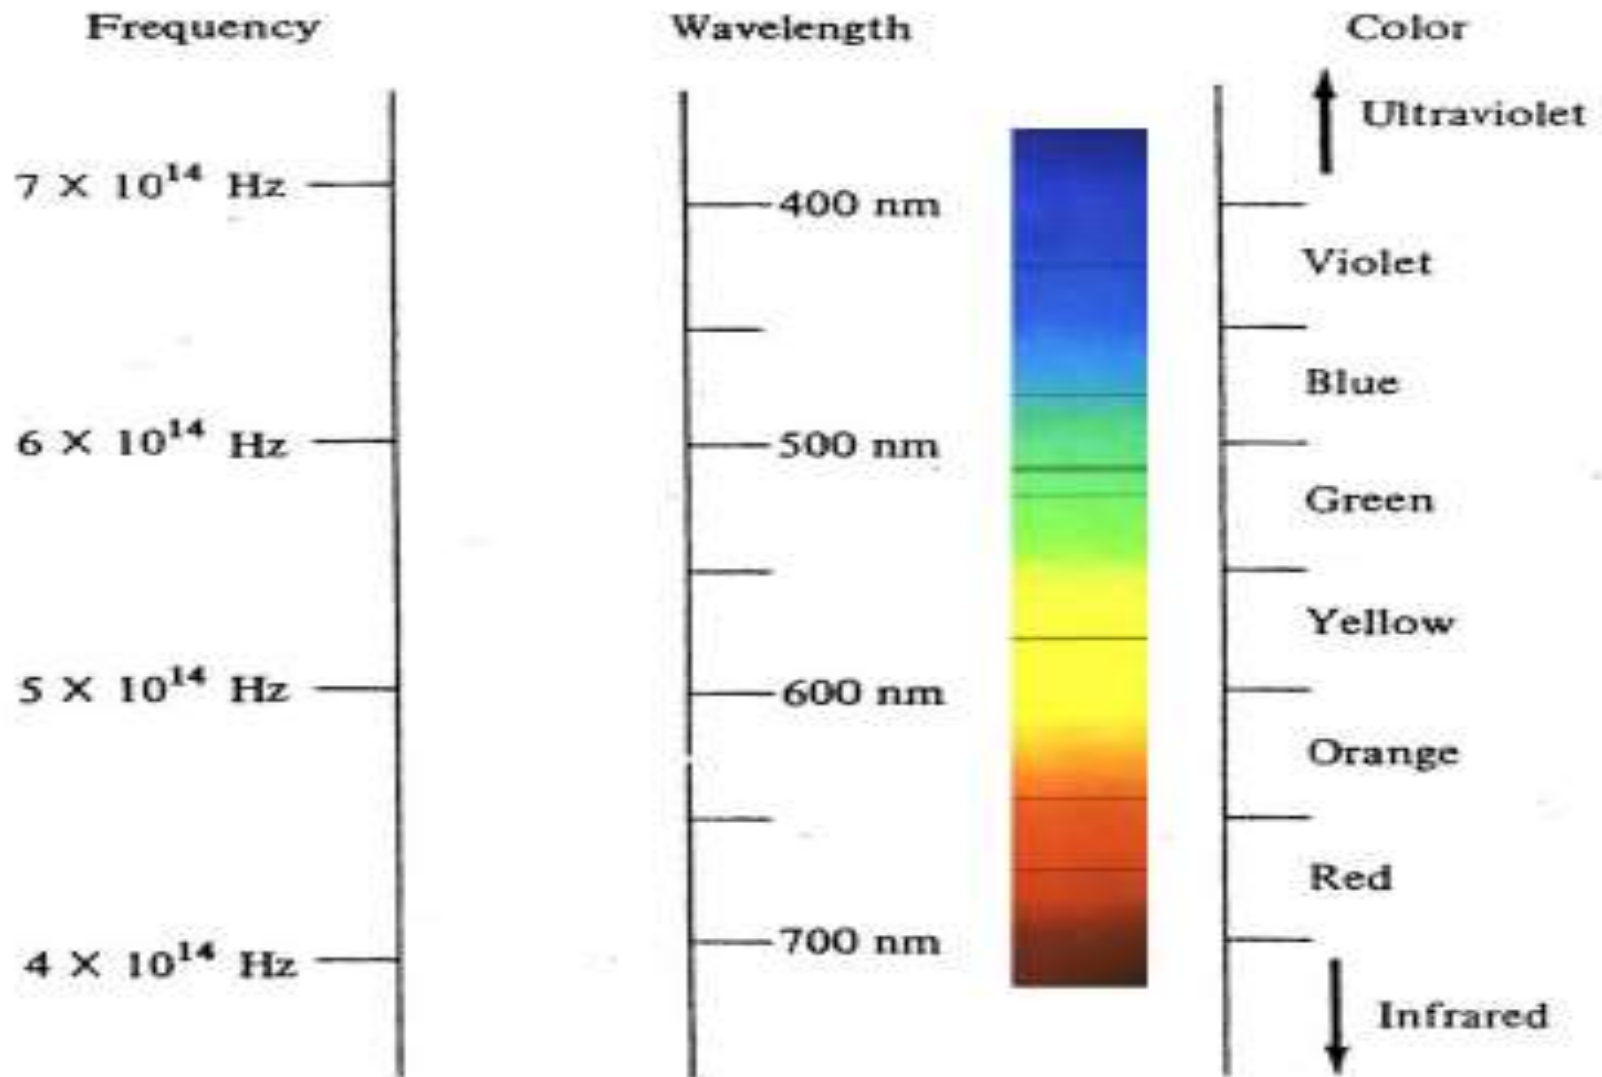 Frequency Wavelength Color
Ultraviolet
7 × 10¹⁴ Hz 400 nm
Violet
Blue
6 × 10¹⁴ Hz 500 nm
Green
Yellow
5 × 10¹⁴ Hz 600 nm
Orange
Red
4 × 10¹⁴ Hz 700 nm
Infrared